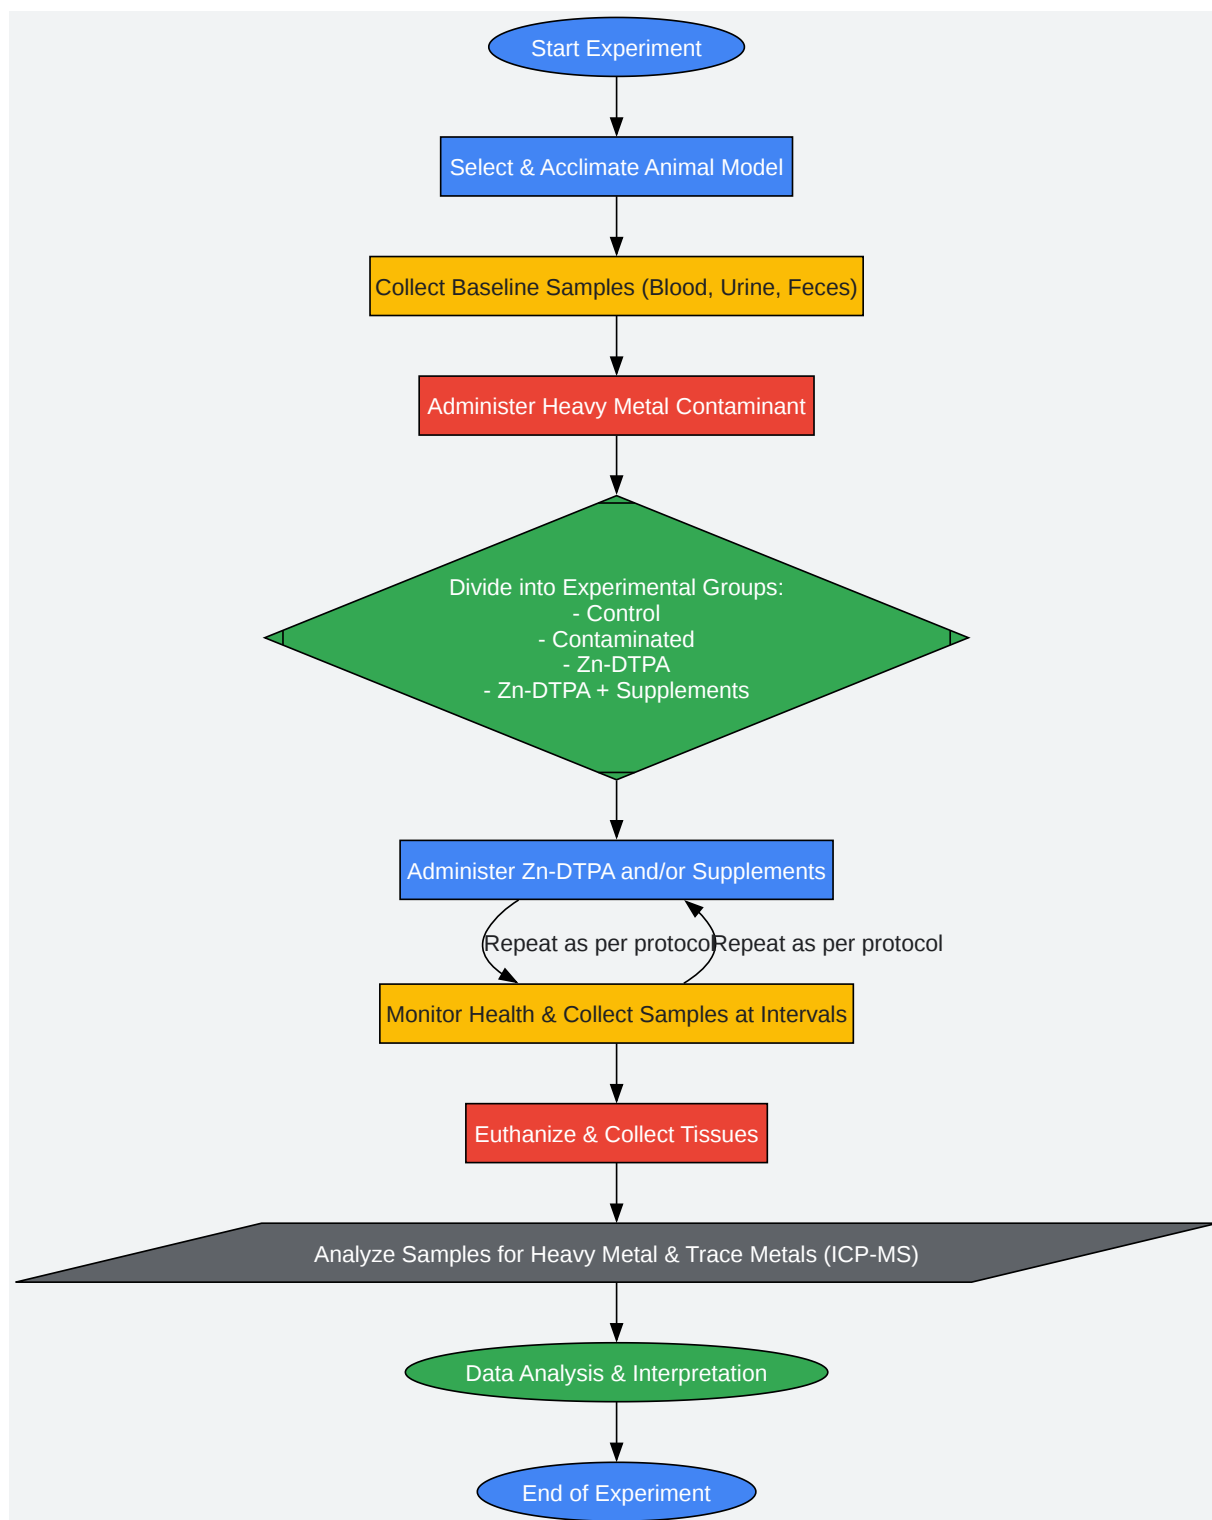 Start Experiment
Select & Acclimate Animal Model
Collect Baseline Samples (Blood, Urine, Feces)
Administer Heavy Metal Contaminant
Divide into Experimental Groups:
- Control
- Contaminated
- Zn-DTPA
- Zn-DTPA + Supplements
Administer Zn-DTPA and/or Supplements
Repeat as per protocol
Repeat as per protocol
Monitor Health & Collect Samples at Intervals
Euthanize & Collect Tissues
Analyze Samples for Heavy Metal & Trace Metals (ICP-MS)
Data Analysis & Interpretation
End of Experiment